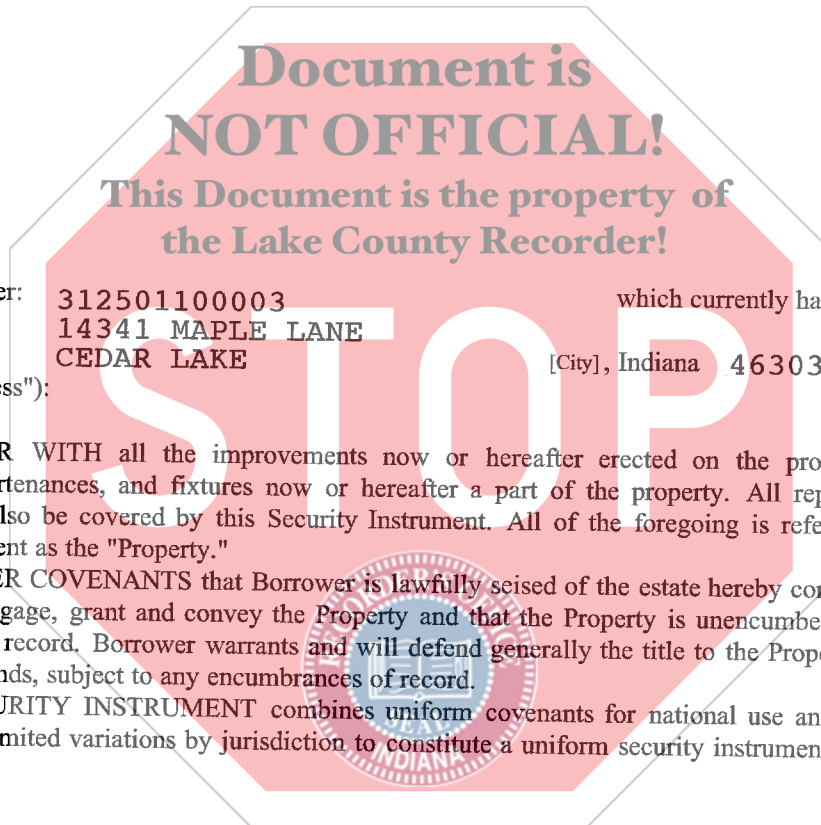 Document is
NOT OFFICIAL!
This Document is the property of
the Lake County Recorder!
er: 312501100003 which currently ha
14341 MAPLE LANE
CEDAR LAKE [City], Indiana 46303
ess"):
STOP
R WITH all the improvements now or hereafter erected on the pro
rtenances, and fixtures now or hereafter a part of the property. All rep
lso be covered by this Security Instrument. All of the foregoing is refe
ent as the "Property."
ER COVENANTS that Borrower is lawfully seised of the estate hereby con
gage, grant and convey the Property and that the Property is unencumbe
record. Borrower warrants and will defend generally the title to the Prop
nds, subject to any encumbrances of record.
URITY INSTRUMENT combines uniform covenants for national use an
mited variations by jurisdiction to constitute a uniform security instrumen
RECORDER'S OFFICE
SEAL
INDIANA